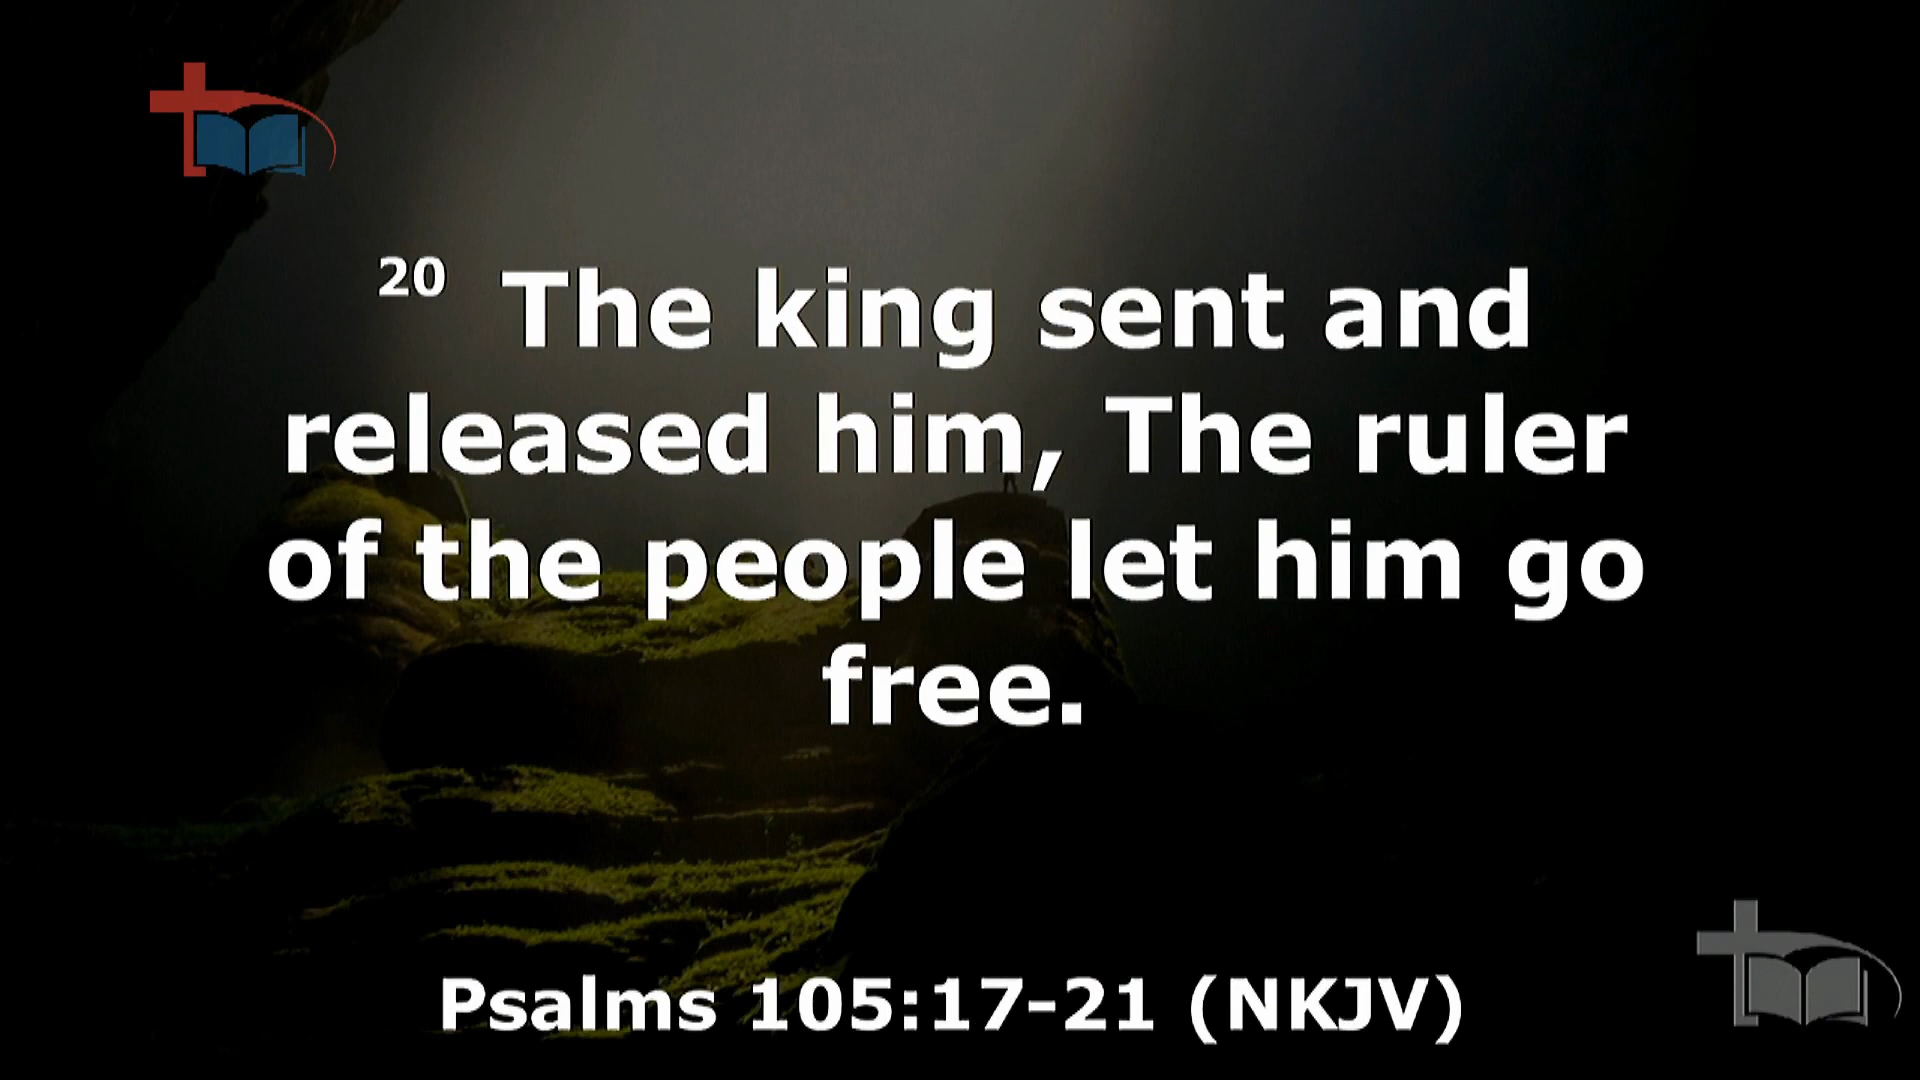 20 The king sent and
released him, The ruler
of the people let him go
free.
Psalms 105:17-21 (NKJV)